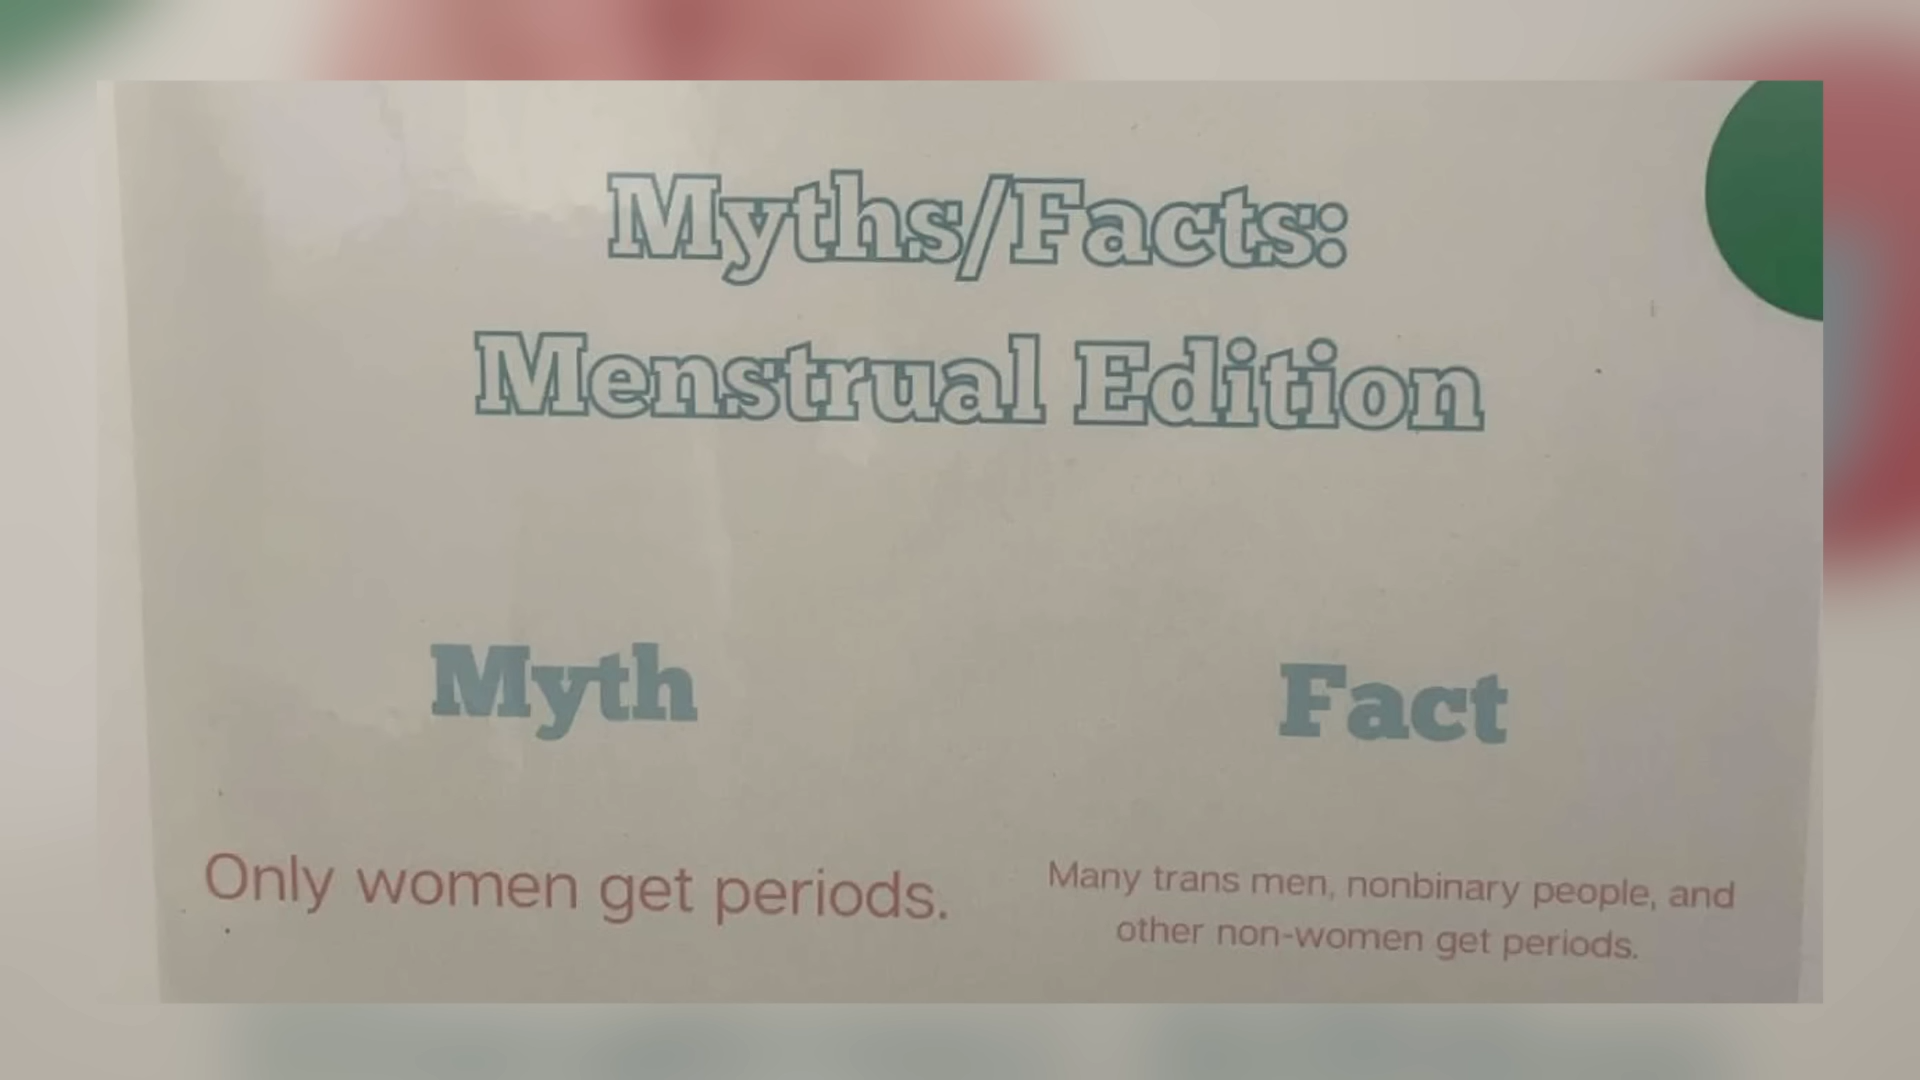 Myths/Facts:
Menstrual Edition
Myth
Fact
Only women get periods.
Many trans men, nonbinary people, and
other non-women get periods.